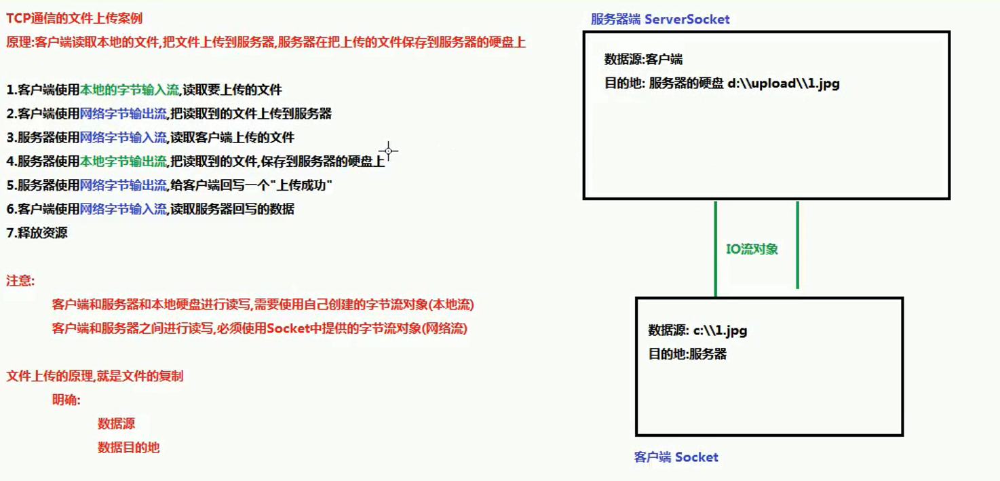 TCP通信的文件上传案例
原理:客户端读取本地的文件,把文件上传到服务器,服务器在把上传的文件保存到服务器的硬盘上
1.客户端使用本地的字节输入流,读取要上传的文件
2.客户端使用网络字节输出流,把读取到的文件上传到服务器
3.服务器使用网络字节输入流,读取客户端上传的文件
4.服务器使用本地字节输出流,把读取到的文件,保存到服务器的硬盘上
5.服务器使用网络字节输出流,给客户端回写一个"上传成功"
6.客户端使用网络字节输入流,读取服务器回写的数据
7.释放资源
注意:
客户端和服务器和本地硬盘进行读写,需要使用自己创建的字节流对象(本地流)
客户端和服务器之间进行读写,必须使用Socket中提供的字节流对象(网络流)
文件上传的原理,就是文件的复制
明确:
数据源
数据目的地
服务器端 ServerSocket
数据源:客户端
目的地: 服务器的硬盘 d:\\upload\\1.jpg
IO流对象
数据源: c:\\1.jpg
目的地:服务器
客户端 Socket